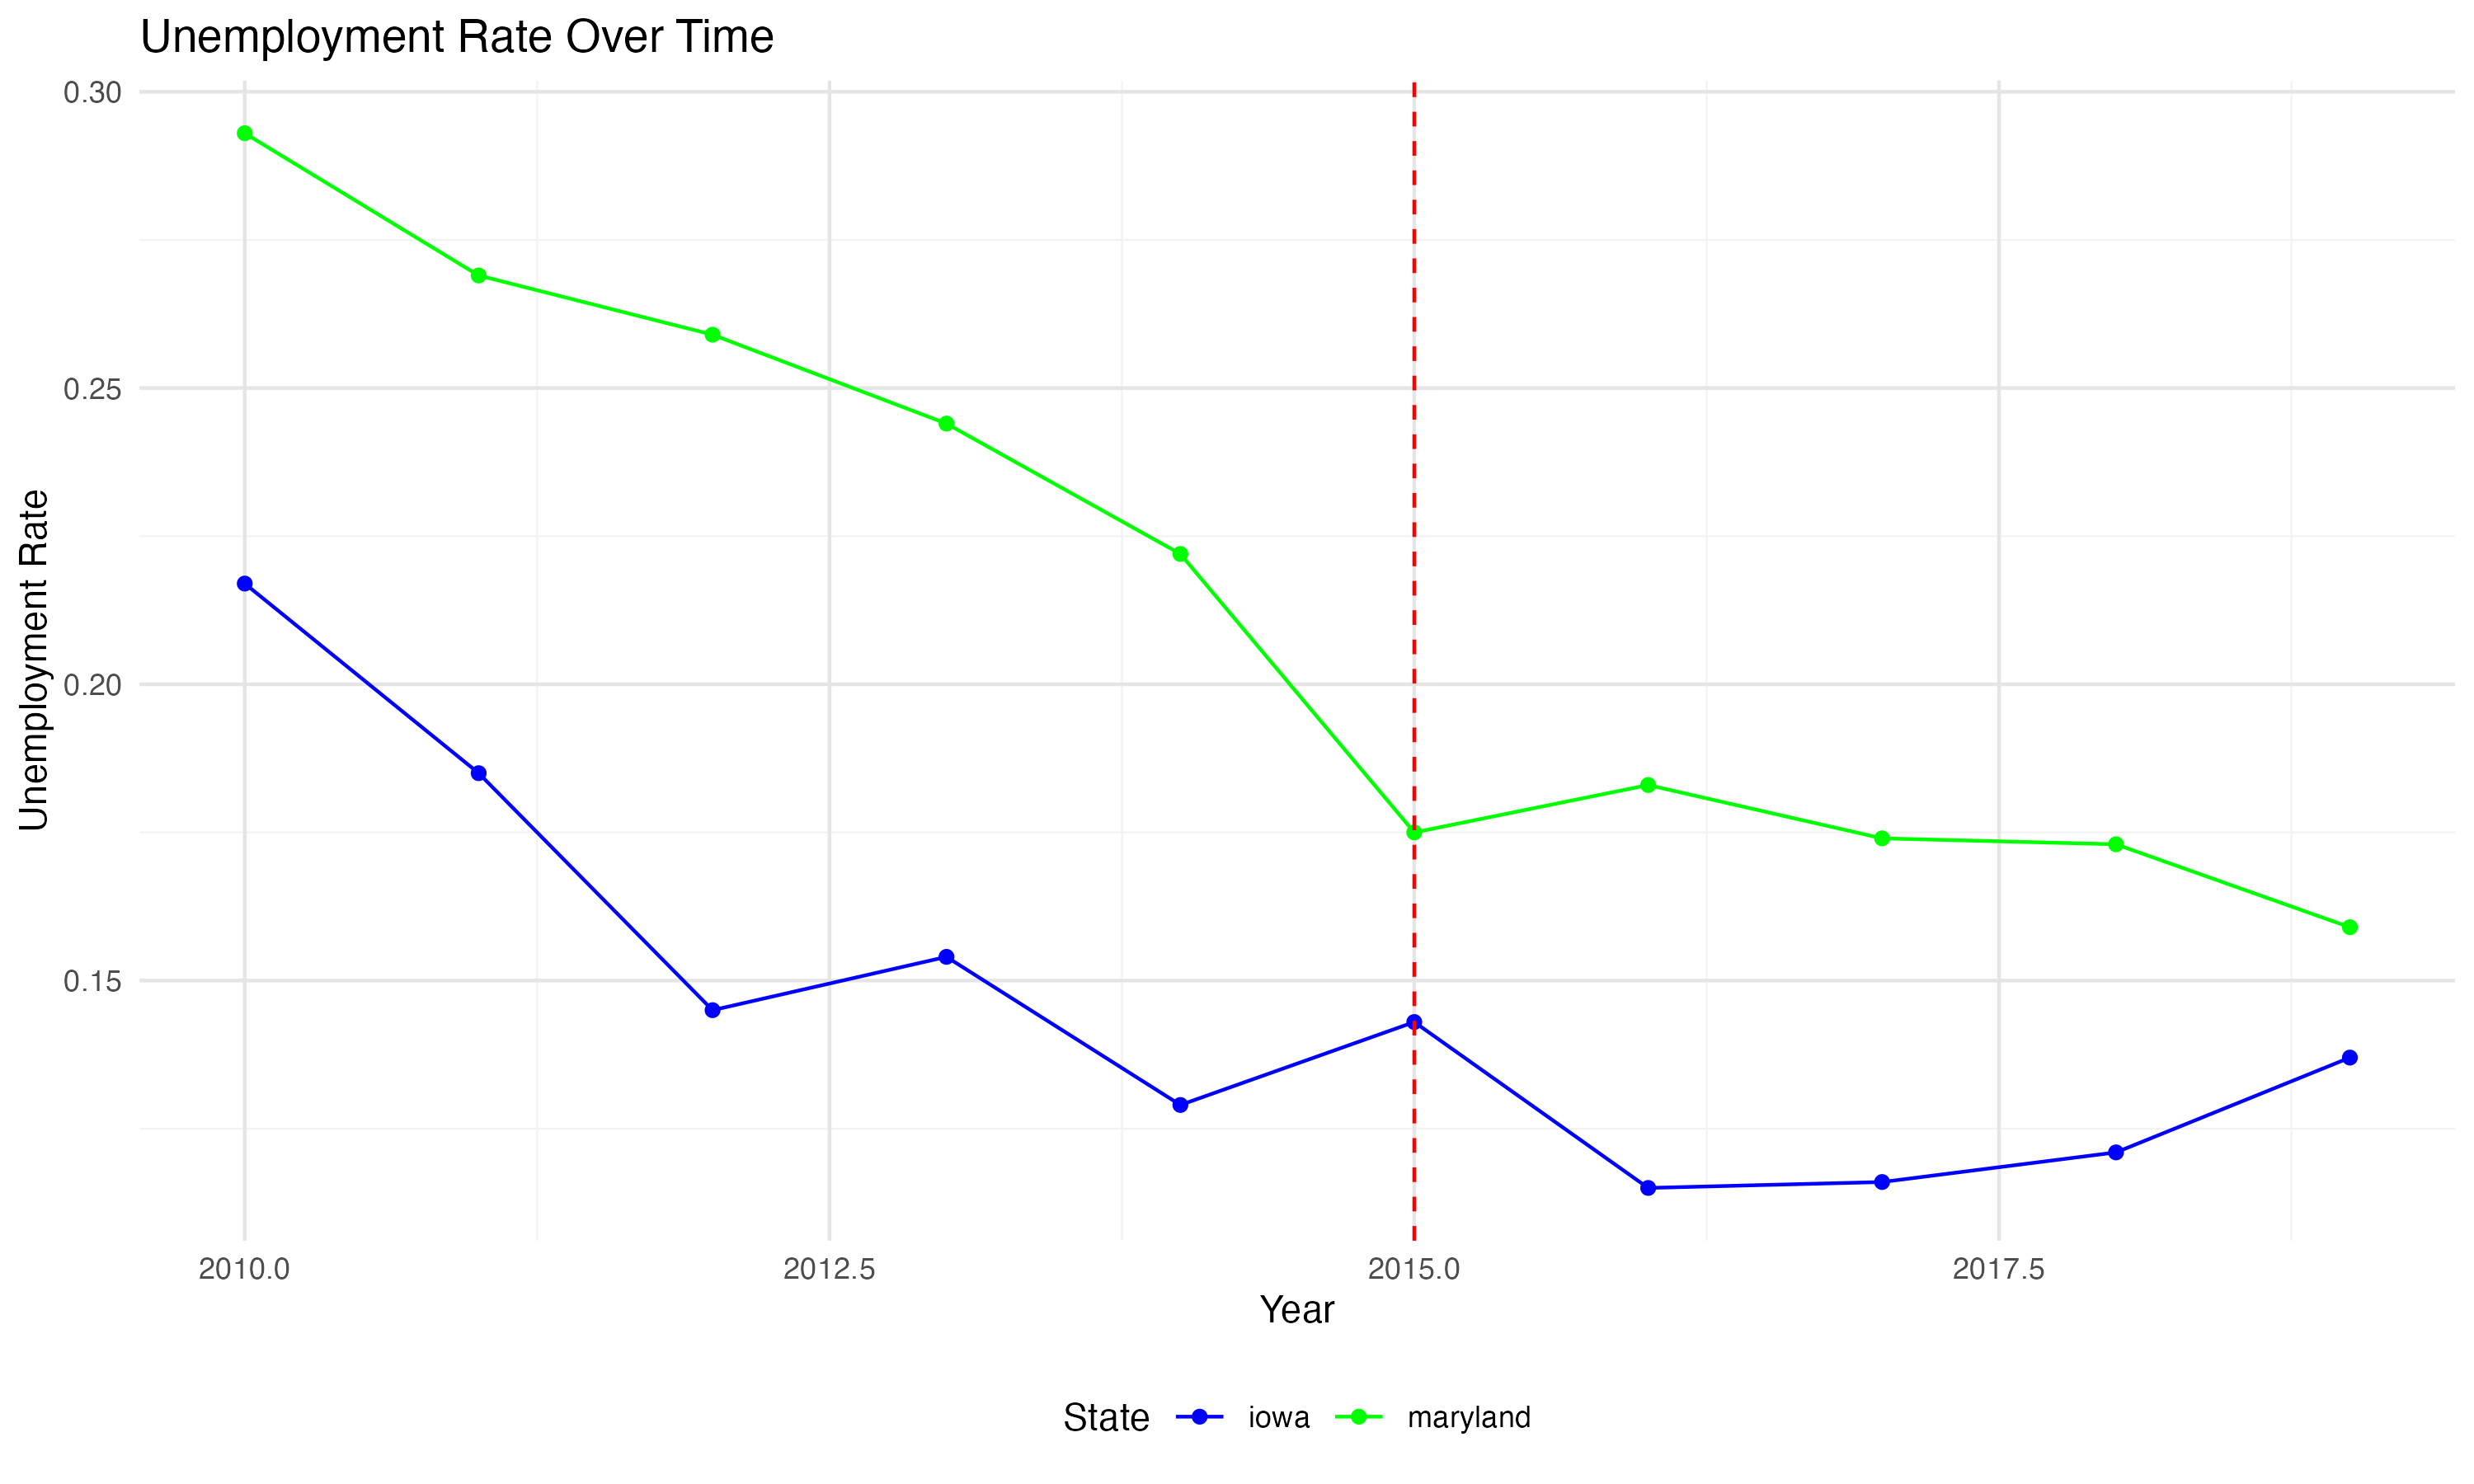 Unemployment Rate Over Time
Unemployment Rate
0.30
0.25
0.20
0.15
2010.0 2012.5 2015.0 2017.5
Year
State iowa maryland